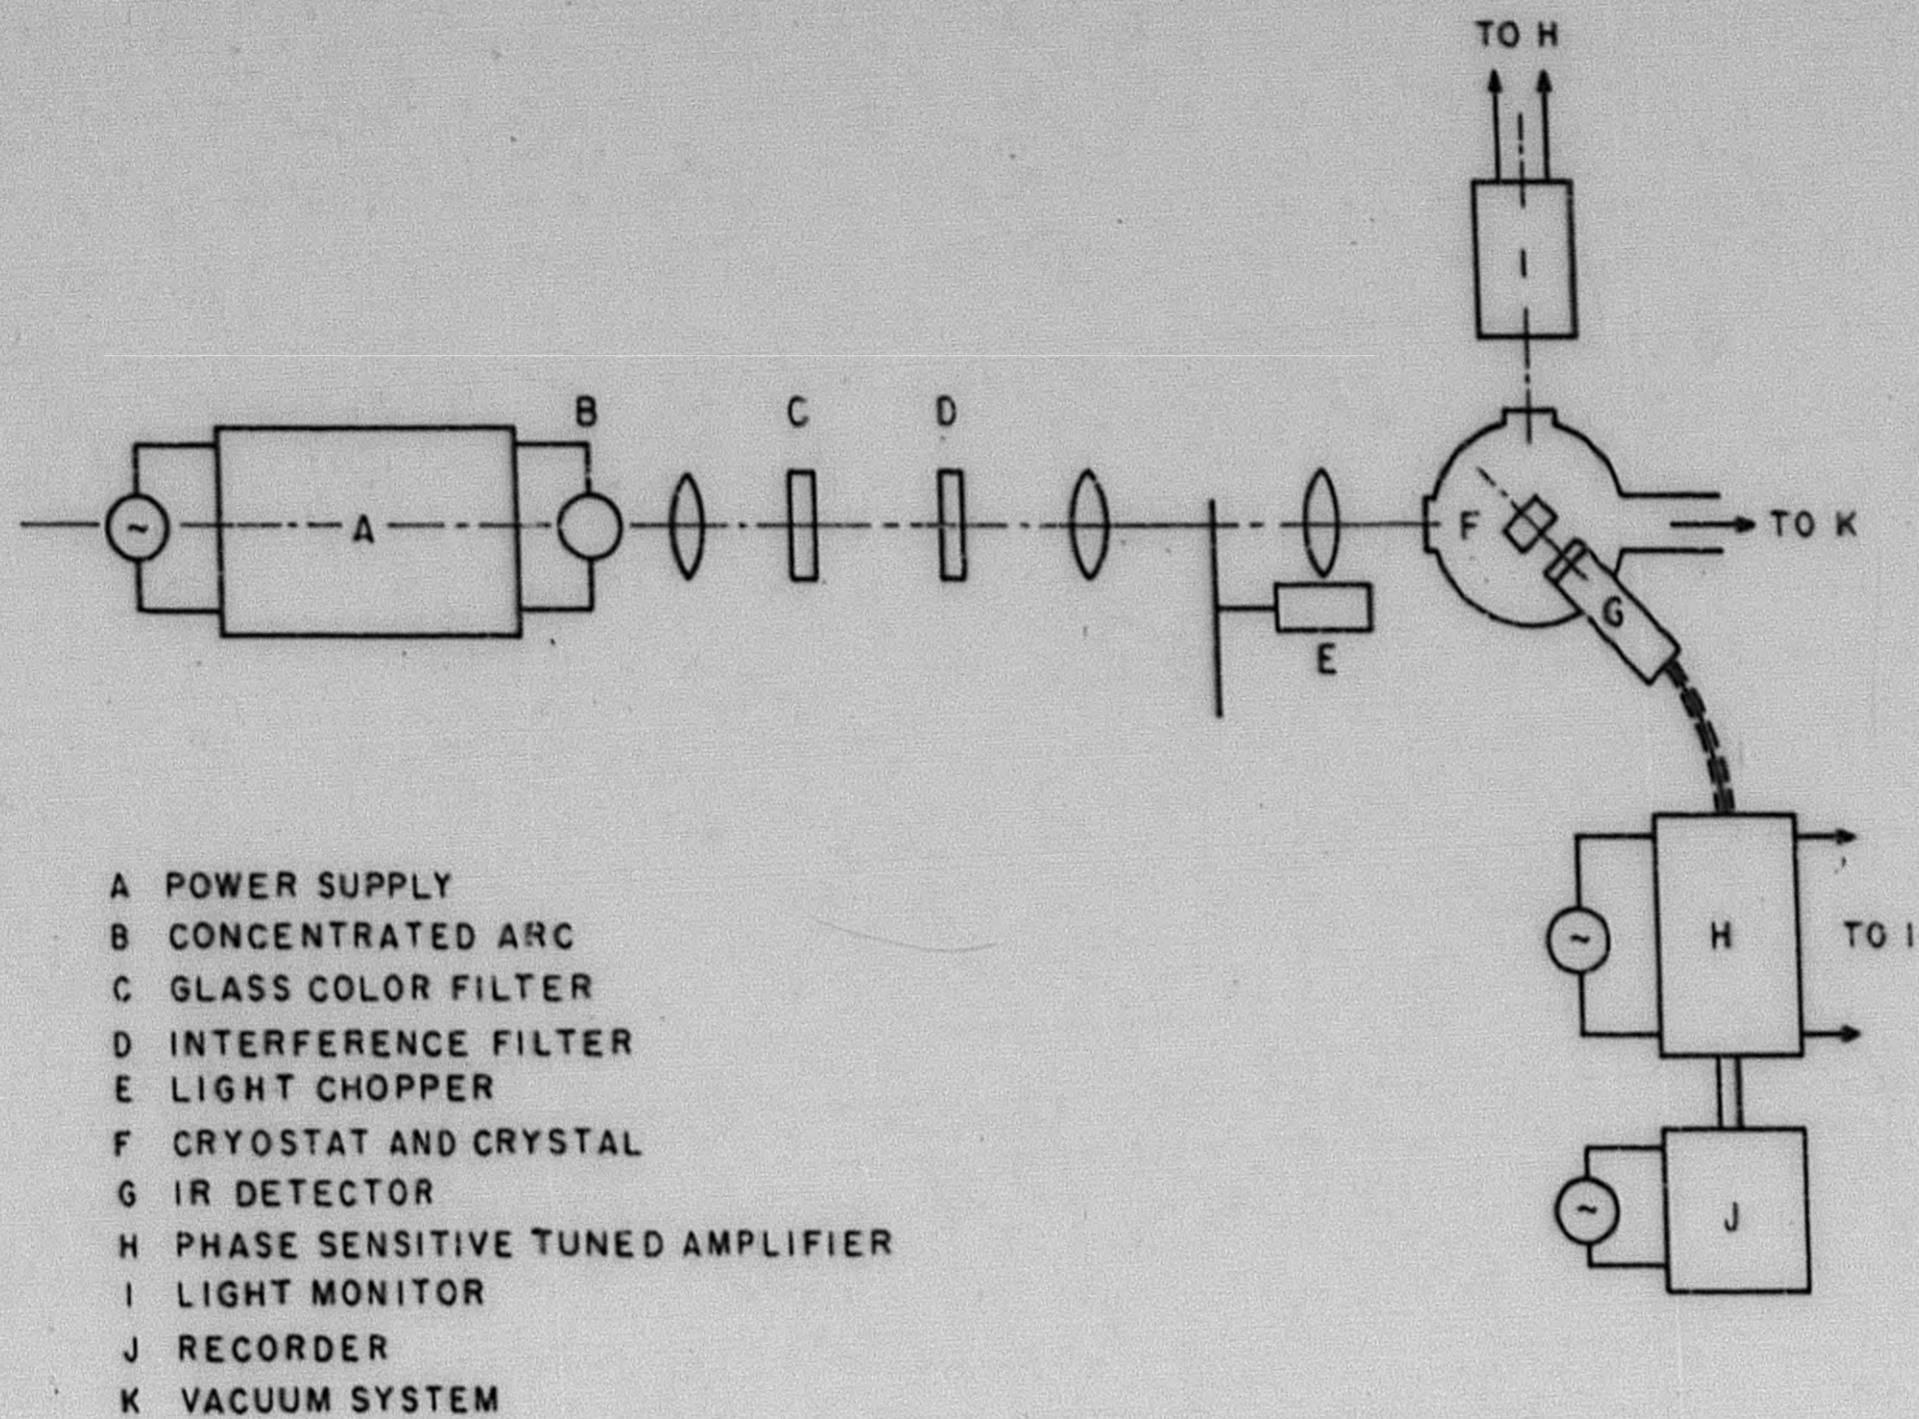 TO H
I
B C D
A
F
TO K
G
E
H
TO I
J
A POWER SUPPLY
B CONCENTRATED ARC
C GLASS COLOR FILTER
D INTERFERENCE FILTER
E LIGHT CHOPPER
F CRYOSTAT AND CRYSTAL
G IR DETECTOR
H PHASE SENSITIVE TUNED AMPLIFIER
I LIGHT MONITOR
J RECORDER
K VACUUM SYSTEM